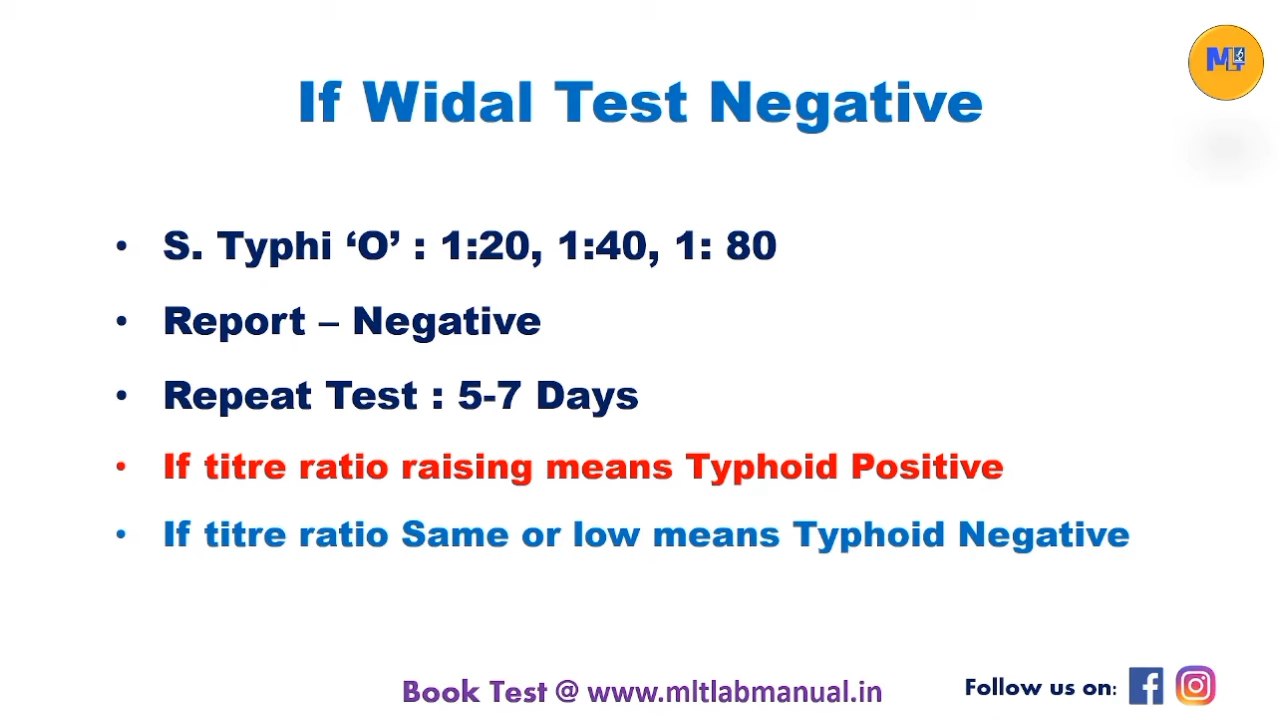 MLT
If Widal Test Negative
• S. Typhi ‘O’ : 1:20, 1:40, 1: 80
• Report – Negative
• Repeat Test : 5-7 Days
• If titre ratio raising means Typhoid Positive
• If titre ratio Same or low means Typhoid Negative
Book Test @ www.mltlabmanual.in
Follow us on: